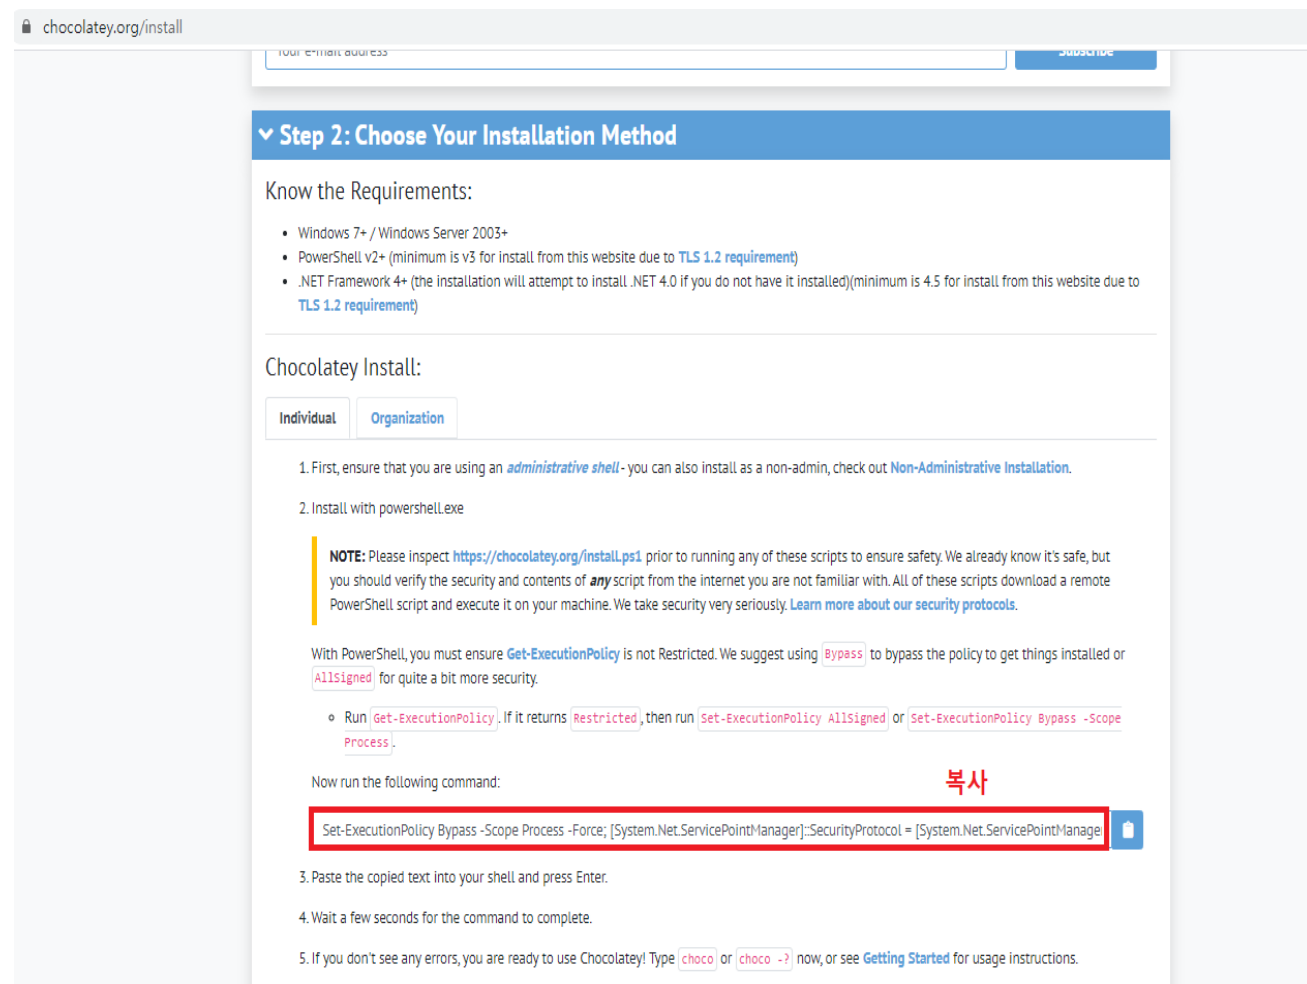 chocolatey.org/install
Your e-mail address
Subscribe
Step 2: Choose Your Installation Method
Know the Requirements:
• Windows 7+ / Windows Server 2003+
• PowerShell v2+ (minimum is v3 for install from this website due to TLS 1.2 requirement)
• .NET Framework 4+ (the installation will attempt to install .NET 4.0 if you do not have it installed)(minimum is 4.5 for install from this website due to
TLS 1.2 requirement)
Chocolatey Install:
Individual
Organization
1. First, ensure that you are using an administrative shell - you can also install as a non-admin, check out Non-Administrative Installation.
2. Install with powershell.exe
NOTE: Please inspect https://chocolatey.org/install.ps1 prior to running any of these scripts to ensure safety. We already know it's safe, but
you should verify the security and contents of any script from the internet you are not familiar with. All of these scripts download a remote
PowerShell script and execute it on your machine. We take security very seriously. Learn more about our security protocols.
With PowerShell, you must ensure Get-ExecutionPolicy is not Restricted. We suggest using Bypass to bypass the policy to get things installed or
AllSigned for quite a bit more security.
Run Get-ExecutionPolicy. If it returns Restricted, then run Set-ExecutionPolicy AllSigned or Set-ExecutionPolicy Bypass -Scope
Process.
Now run the following command:
복사
Set-ExecutionPolicy Bypass -Scope Process -Force; [System.Net.ServicePointManager]::SecurityProtocol = [System.Net.ServicePointManage
3. Paste the copied text into your shell and press Enter.
4. Wait a few seconds for the command to complete.
5. If you don't see any errors, you are ready to use Chocolatey! Type choco or choco -? now, or see Getting Started for usage instructions.